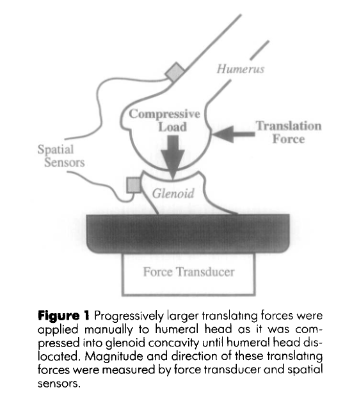 Humerus
Compressive
Load
Translation
Force
Spatial
Sensors
Glenoid
Force Transducer
Figure 1 Progressively larger translating forces were
applied manually to humeral head as it was com-
pressed into glenoid concavity until humeral head dis-
located. Magnitude and direction of these translating
forces were measured by force transducer and spatial
sensors.